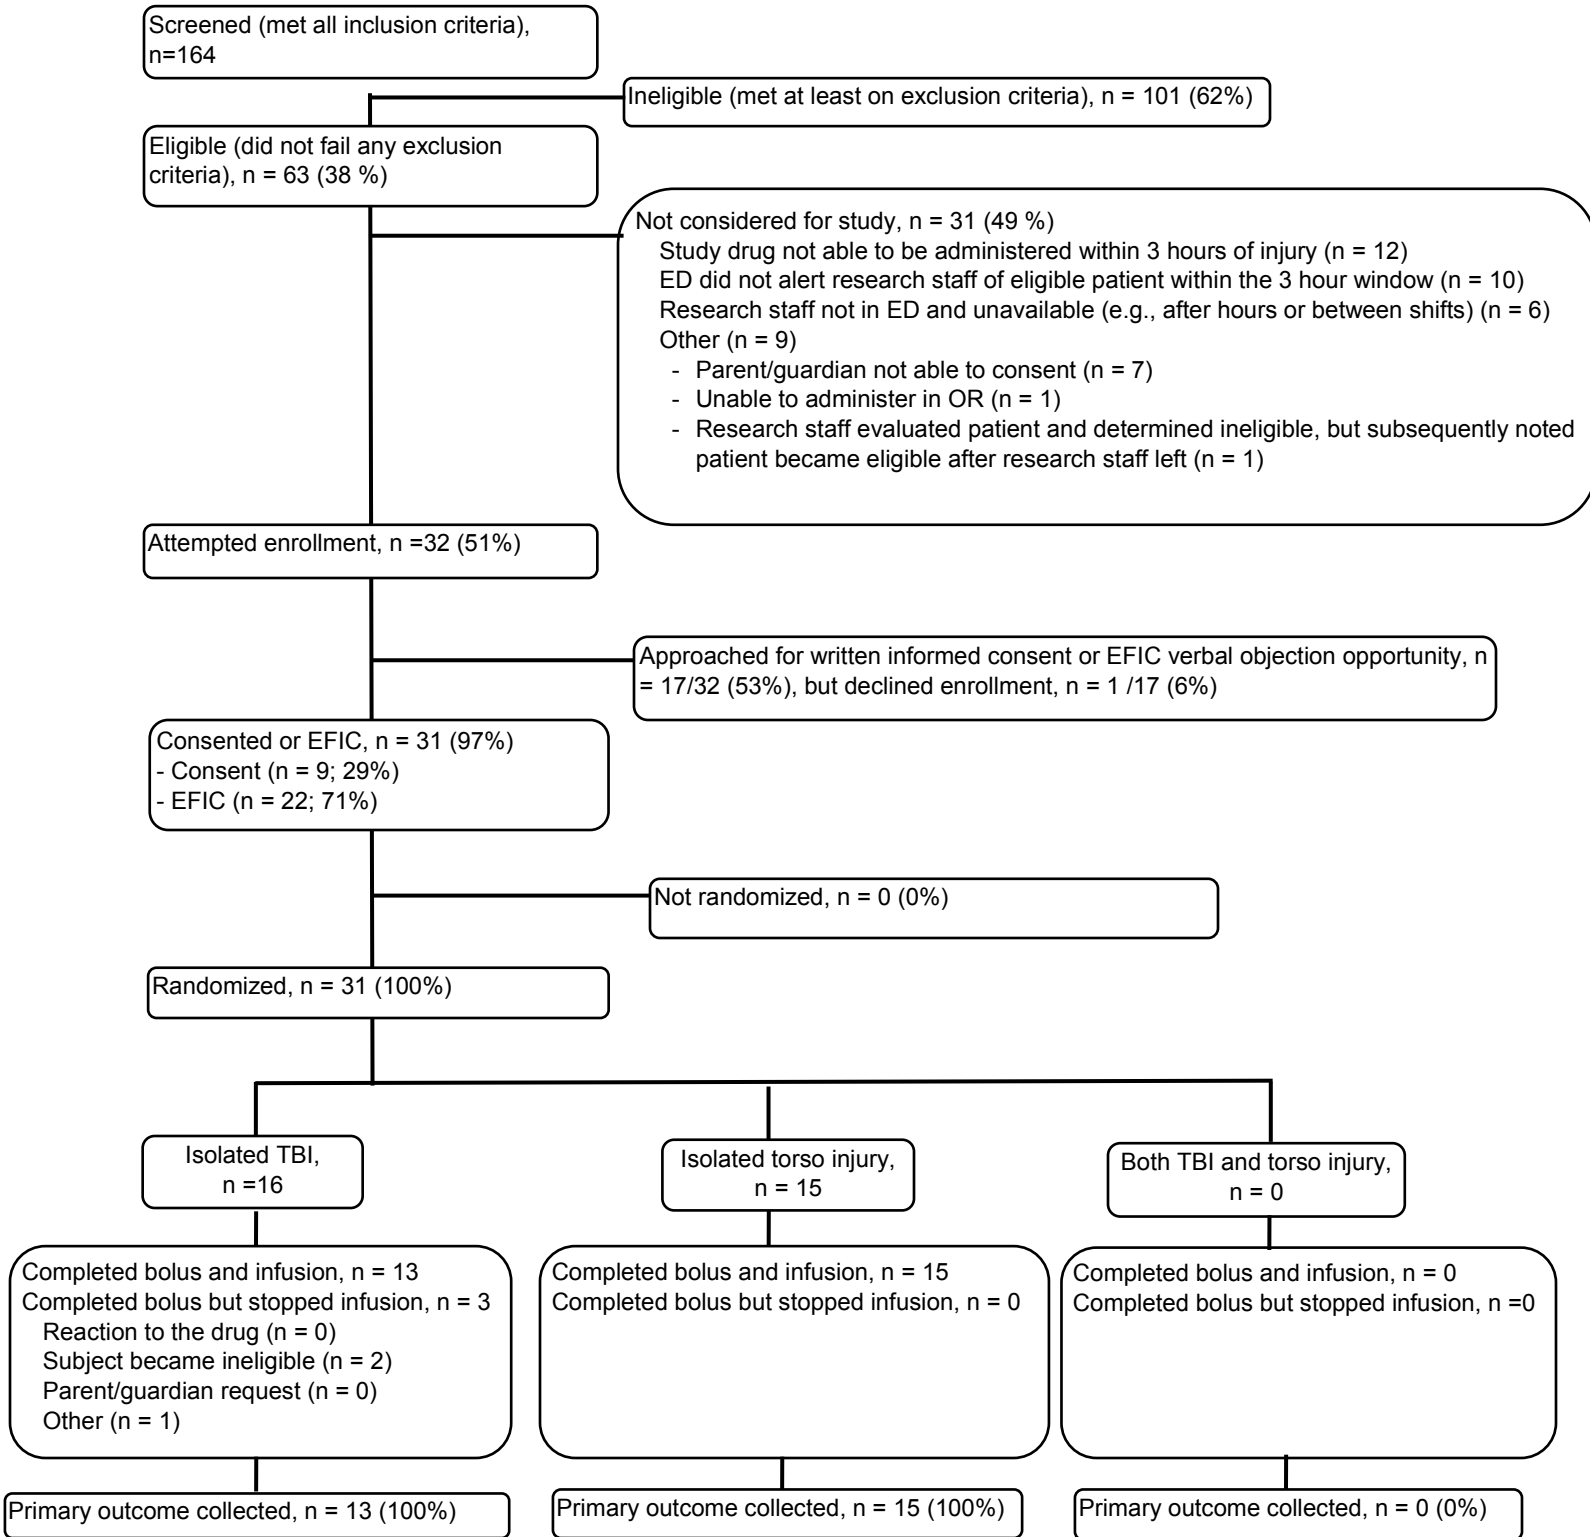 Screened (met all inclusion criteria),
n=164
Ineligible (met at least on exclusion criteria), n = 101 (62%)
Eligible (did not fail any exclusion
criteria), n = 63 (38 %)
Not considered for study, n = 31 (49 %)
Study drug not able to be administered within 3 hours of injury (n = 12)
ED did not alert research staff of eligible patient within the 3 hour window (n = 10)
Research staff not in ED and unavailable (e.g., after hours or between shifts) (n = 6)
Other (n = 9)
- Parent/guardian not able to consent (n = 7)
- Unable to administer in OR (n = 1)
- Research staff evaluated patient and determined ineligible, but subsequently noted
patient became eligible after research staff left (n = 1)
Attempted enrollment, n =32 (51%)
Approached for written informed consent or EFIC verbal objection opportunity, n
= 17/32 (53%), but declined enrollment, n = 1 /17 (6%)
Consented or EFIC, n = 31 (97%)
- Consent (n = 9; 29%)
- EFIC (n = 22; 71%)
Not randomized, n = 0 (0%)
Randomized, n = 31 (100%)
Isolated TBI,
n =16
Isolated torso injury,
n = 15
Both TBI and torso injury,
n = 0
Completed bolus and infusion, n = 13
Completed bolus but stopped infusion, n = 3
Reaction to the drug (n = 0)
Subject became ineligible (n = 2)
Parent/guardian request (n = 0)
Other (n = 1)
Completed bolus and infusion, n = 15
Completed bolus but stopped infusion, n = 0
Completed bolus and infusion, n = 0
Completed bolus but stopped infusion, n =0
Primary outcome collected, n = 13 (100%)
Primary outcome collected, n = 15 (100%)
Primary outcome collected, n = 0 (0%)